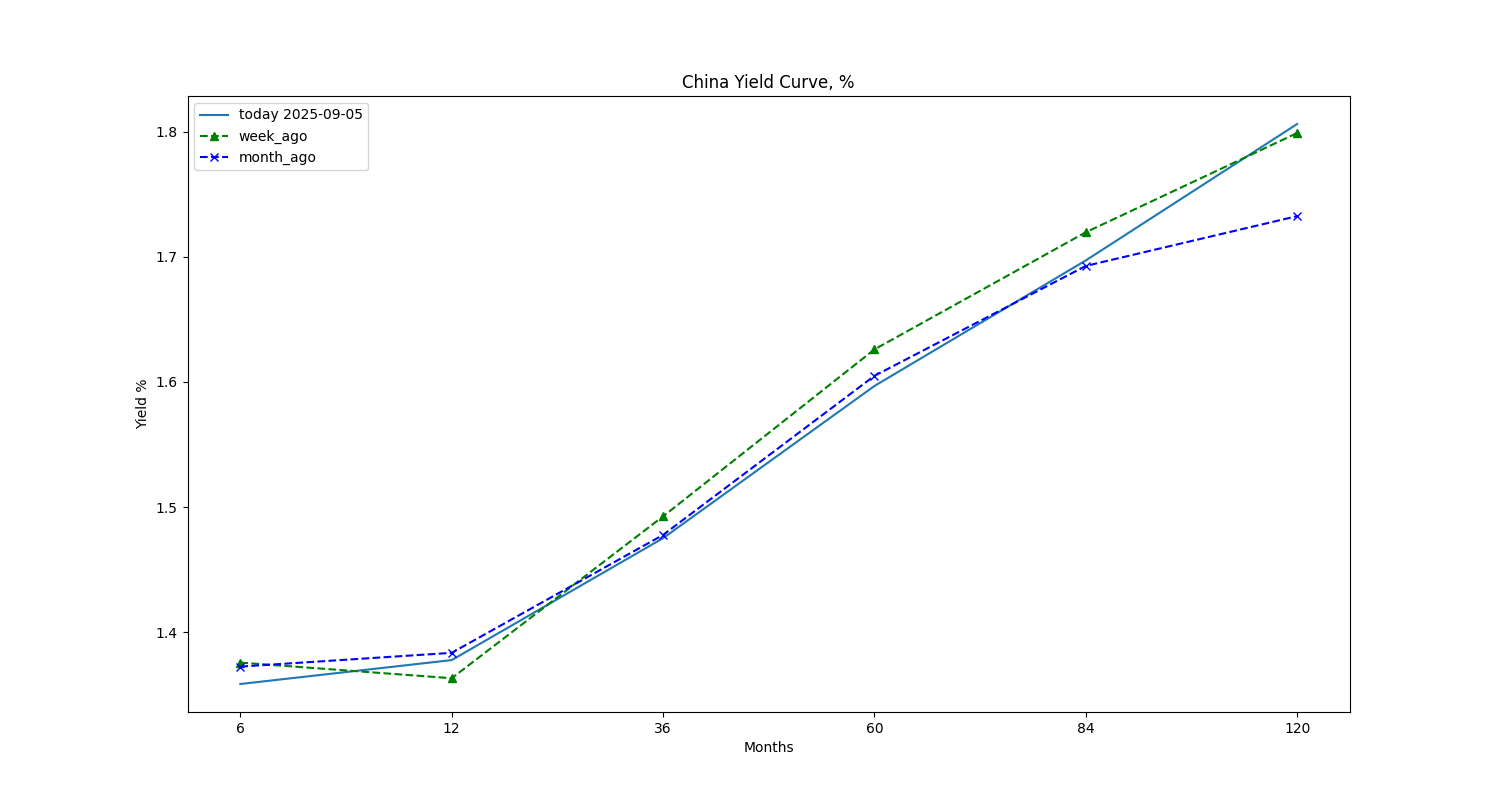 China Yield Curve, %
today 2025-09-05
week_ago
month_ago
1.8
1.7
1.6
1.5
1.4
Yield %
6 12 36 60 84 120
Months